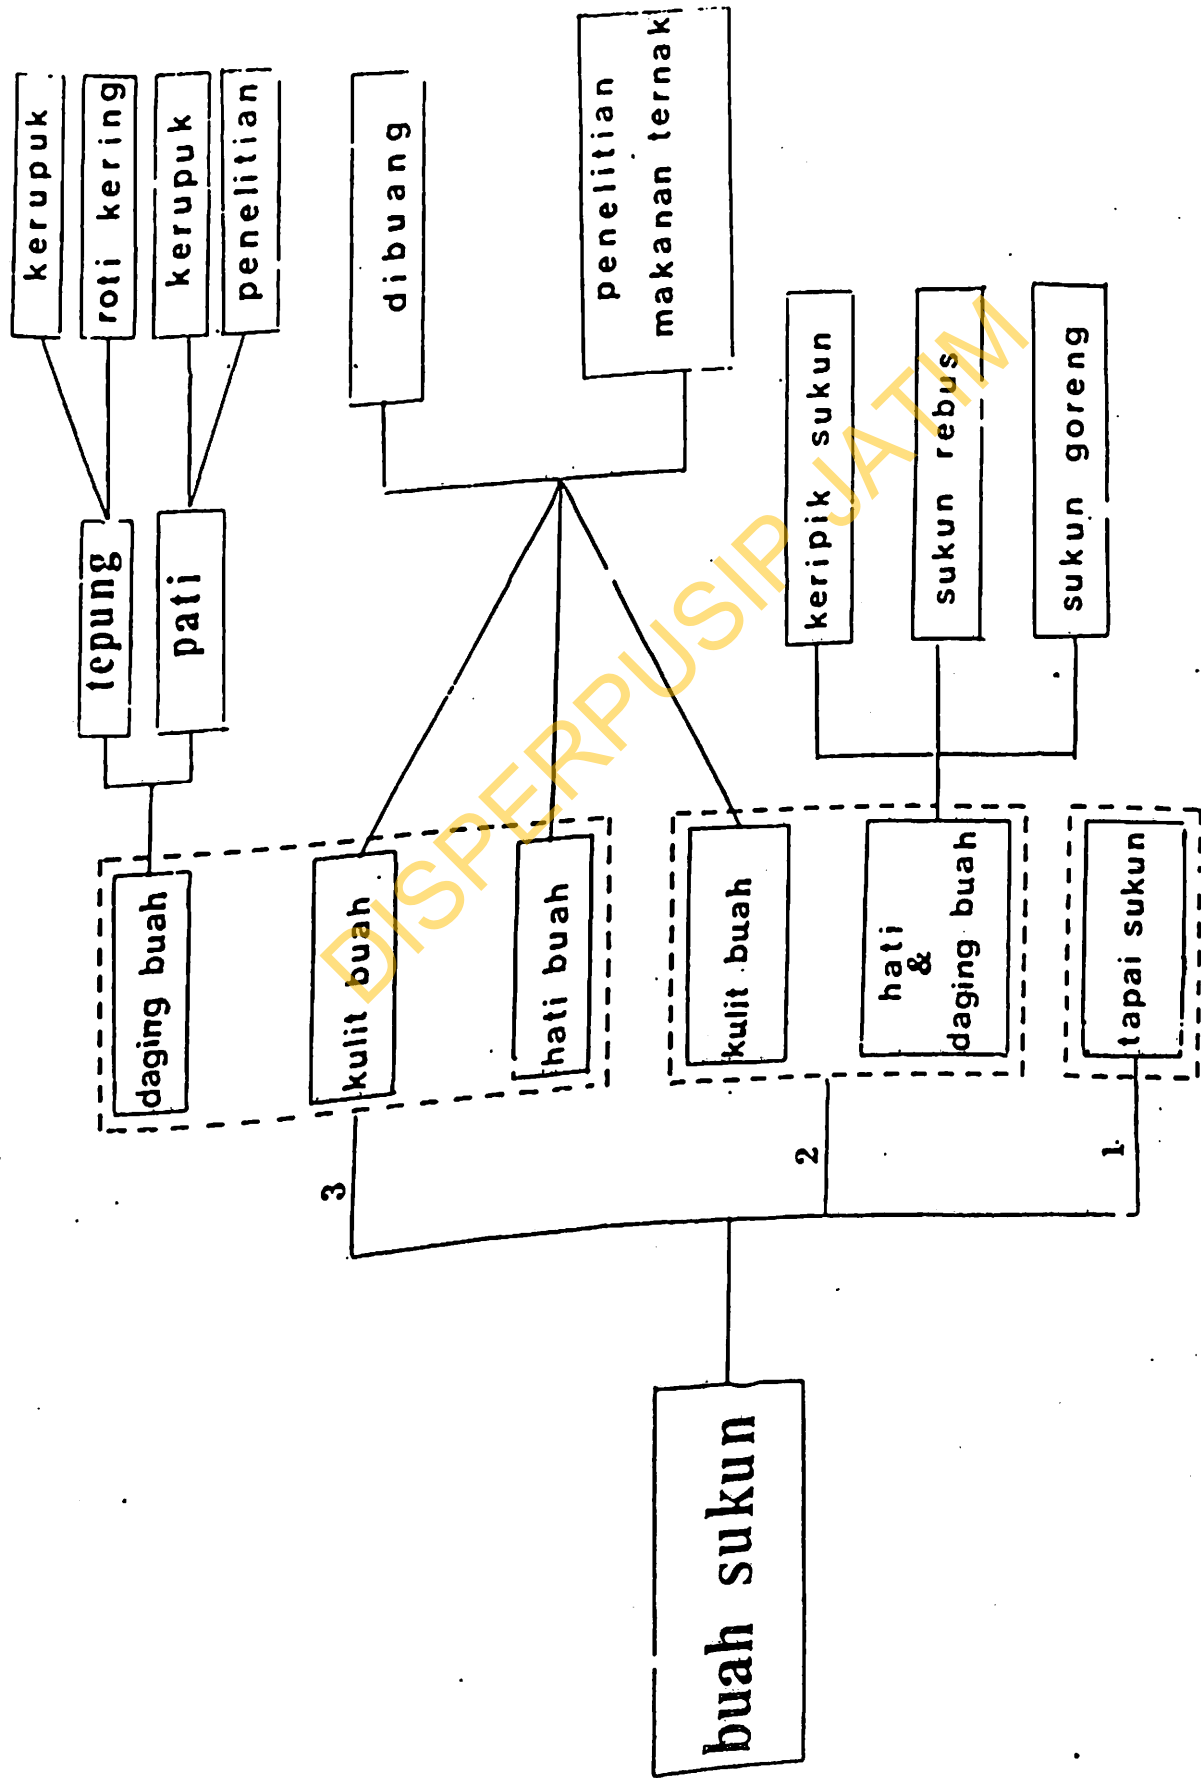 kerupuk
roti kering
kerupuk
penelitian
tepung
pati
dibuang
penelitian
makanan ternak
daging buah
kulit buah
hati buah
kulit buah
hati
&
daging buah
tapai sukun
keripik sukun
sukun rebus
sukun goreng
3
2
1
buah sukun
DISPERPUSIP JATIM